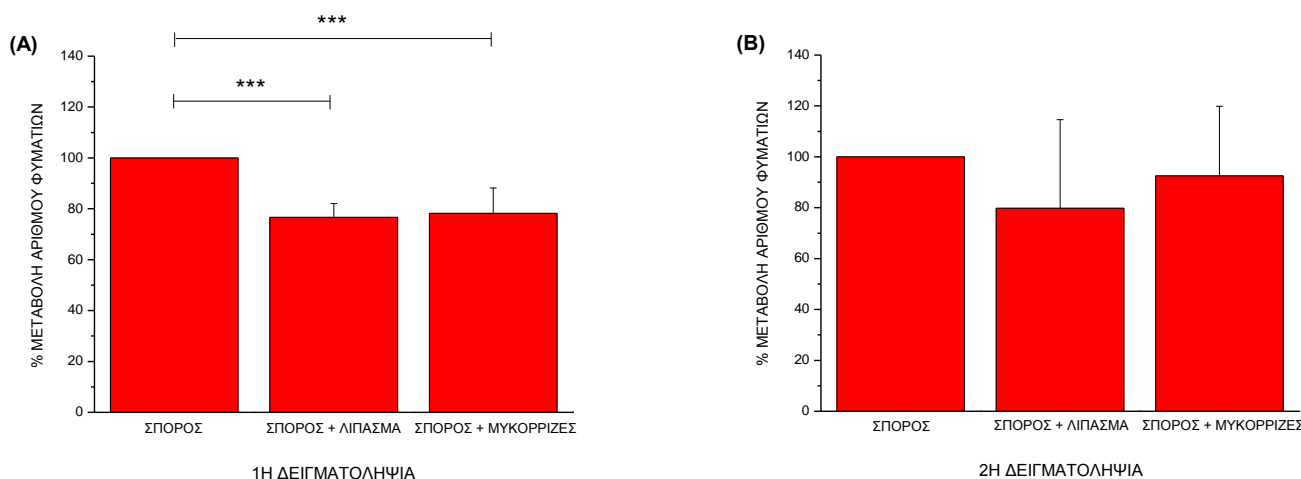 (A)
***
***
% ΜΕΤΑΒΟΛΗ ΑΡΙΘΜΟΥ ΦΥΜΑΤΙΩΝ
140
120
100
80
60
40
20
0
ΣΠΟΡΟΣ ΣΠΟΡΟΣ + ΛΙΠΑΣΜΑ ΣΠΟΡΟΣ + ΜΥΚΟΡΡΙΖΕΣ
1Η ΔΕΙΓΜΑΤΟΛΗΨΙΑ
(B)
% ΜΕΤΑΒΟΛΗ ΑΡΙΘΜΟΥ ΦΥΜΑΤΙΩΝ
140
120
100
80
60
40
20
0
ΣΠΟΡΟΣ ΣΠΟΡΟΣ + ΛΙΠΑΣΜΑ ΣΠΟΡΟΣ + ΜΥΚΟΡΡΙΖΕΣ
2Η ΔΕΙΓΜΑΤΟΛΗΨΙΑ